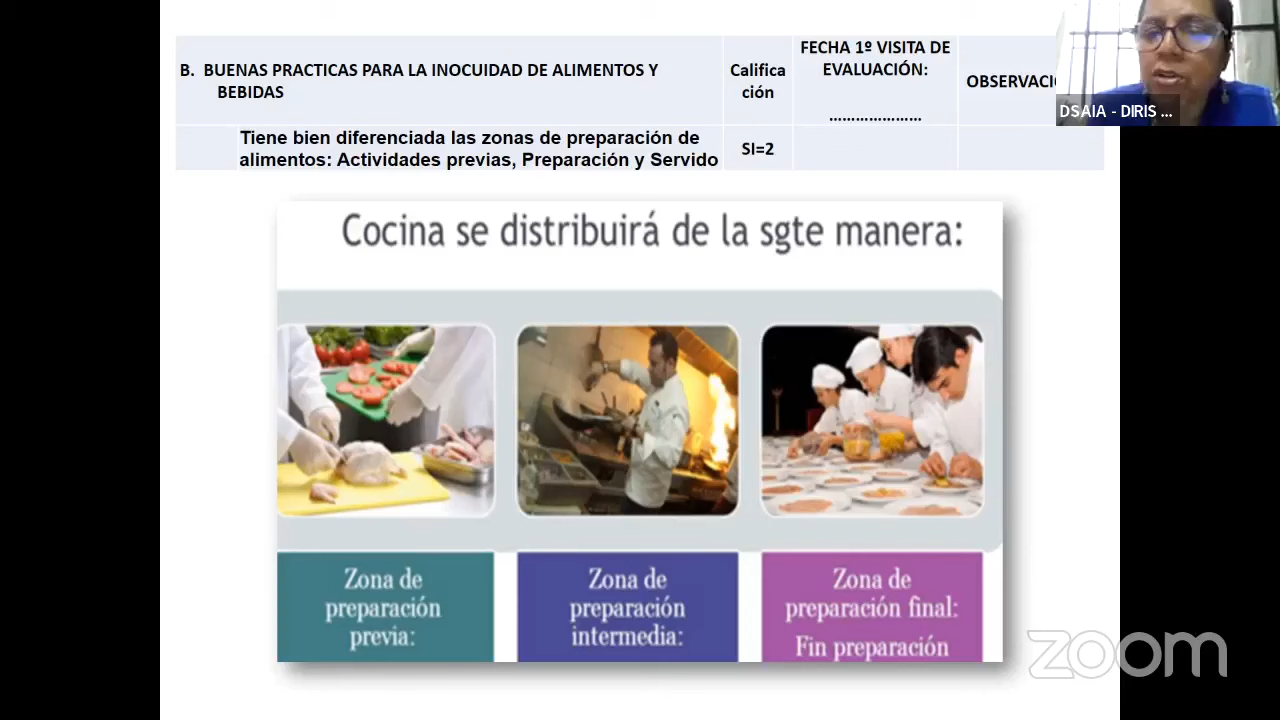 B. BUENAS PRACTICAS PARA LA INOCUIDAD DE ALIMENTOS Y
BEBIDAS
Califica
ción
FECHA 1º VISITA DE
EVALUACIÓN:
....................
OBSERVACI
DSAIA - DIRIS ...
Tiene bien diferenciada las zonas de preparación de
alimentos: Actividades previas, Preparación y Servido
SI=2
Cocina se distribuirá de la sgte manera:
Zona de
preparación
previa:
Zona de
preparación
intermedia:
Zona de
preparación final:
Fin preparación
zoom